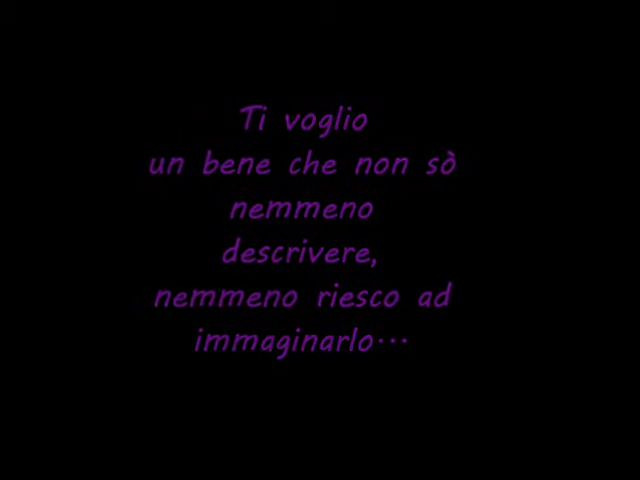 Ti voglio
un bene che non sò
nemmeno
descrivere,
nemmeno riesco ad
immaginarlo...